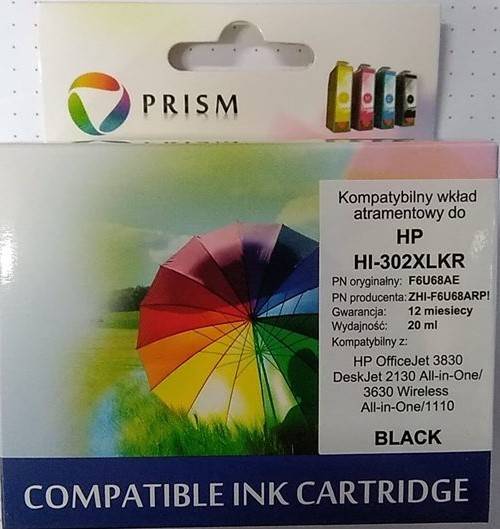 PRISM
Kompatybilny wkład
atramentowy do
HP
HI-302XLKR
PN oryginalny: F6U68AE
PN producenta: ZHI-F6U68ARP!
Gwarancja: 12 miesiecy
Wydajność: 20 ml
Kompatybilny z:
HP OfficeJet 3830
DeskJet 2130 All-in-One/
3630 Wireless
All-in-One/1110
BLACK
COMPATIBLE INK CARTRIDGE